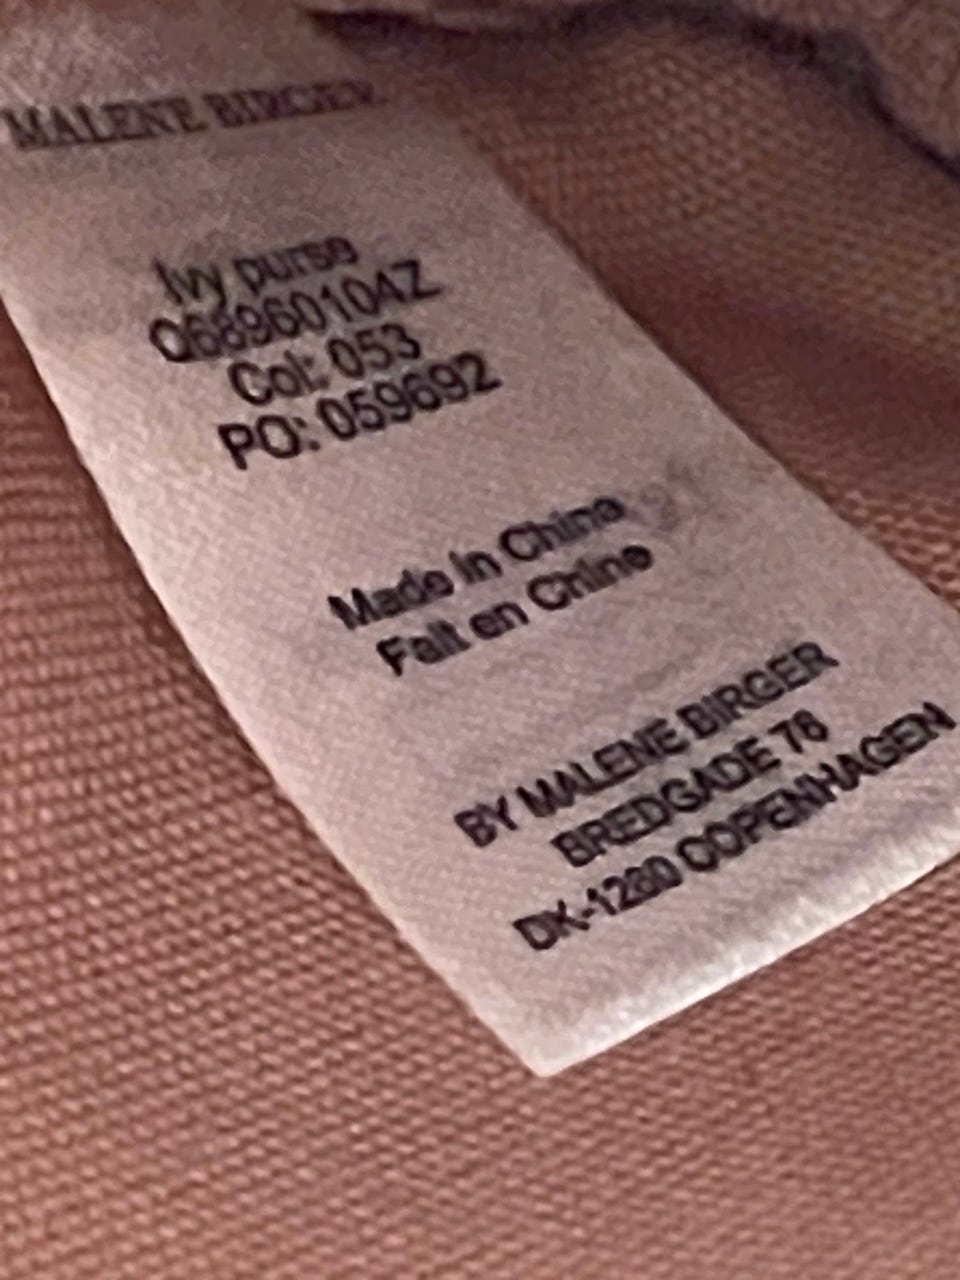 MALENE BIRGER
Ivy purse
Q68960104Z
Col: 053
PO: 059692
Made in China
Fait en Chine
BY MALENE BIRGER
BREDGADE 76
DK-1260 COPENHAGEN